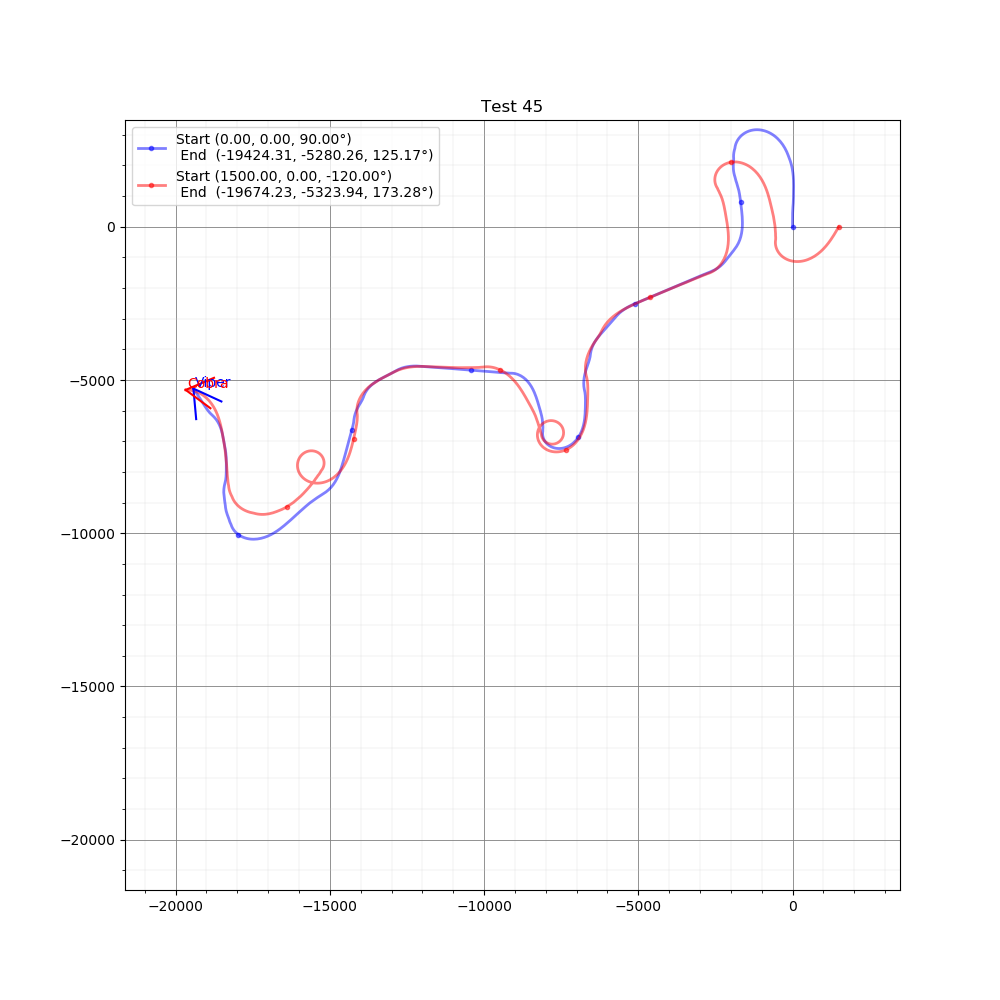 Test 45
Start (0.00, 0.00, 90.00°)
End  (-19424.31, -5280.26, 125.17°)
Start (1500.00, 0.00, -120.00°)
End  (-19674.23, -5323.94, 173.28°)
0
−5000
−10000
−15000
−20000
Viper
Cobra
−20000
−15000
−10000
−5000
0